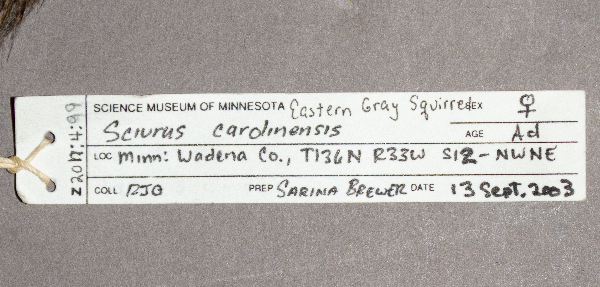 SCIENCE MUSEUM OF MINNESOTA Eastern Gray Squirrel SEX ♀
Sciurus carolinensis AGE Ad
LOC Minn: Wadena Co., T136N R33W S12-NWNE
COLL RJO PREP SARINA BREWER DATE 13 Sept. 2003
Z 2017:4:99